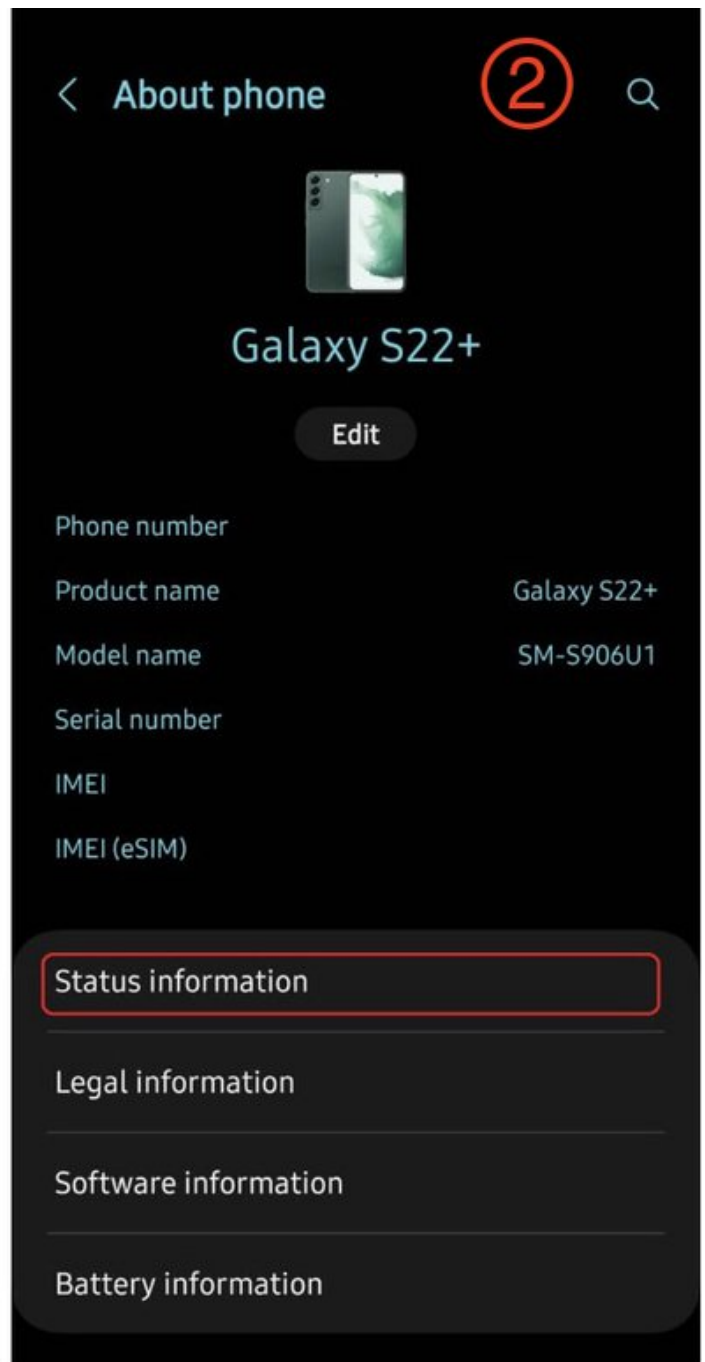 About phone
②
Galaxy S22+
Edit
Phone number
Product name Galaxy S22+
Model name SM-S906U1
Serial number
IMEI
IMEI (eSIM)
Status information
Legal information
Software information
Battery information